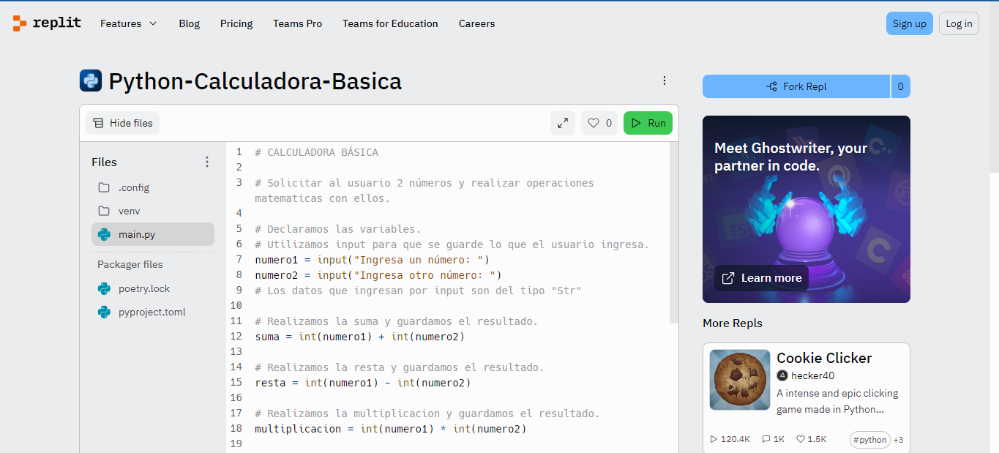 replit Features Blog Pricing Teams Pro Teams for Education Careers Sign up Log in
Python-Calculadora-Basica
Hide files 0 Run
Files
.config
venv
main.py
Packager files
poetry.lock
pyproject.toml
1 # CALCULADORA BÁSICA
2
3 # Solicitar al usuario 2 números y realizar operaciones
matematicas con ellos.
4
5 # Declaramos las variables.
6 # Utilizamos input para que se guarde lo que el usuario ingresa.
7 numero1 = input("Ingresa un número: ")
8 numero2 = input("Ingresa otro número: ")
9 # Los datos que ingresan por input son del tipo "Str"
10
11 # Realizamos la suma y guardamos el resultado.
12 suma = int(numero1) + int(numero2)
13
14 # Realizamos la resta y guardamos el resultado.
15 resta = int(numero1) - int(numero2)
16
17 # Realizamos la multiplicacion y guardamos el resultado.
18 multiplicacion = int(numero1) * int(numero2)
19
Fork Repl 0
Meet Ghostwriter, your
partner in code.
C++
TS
C
Learn more
More Repls
Cookie Clicker
hecker40
A intense and epic clicking
game made in Python...
120.4K 1K 1.5K #python +3